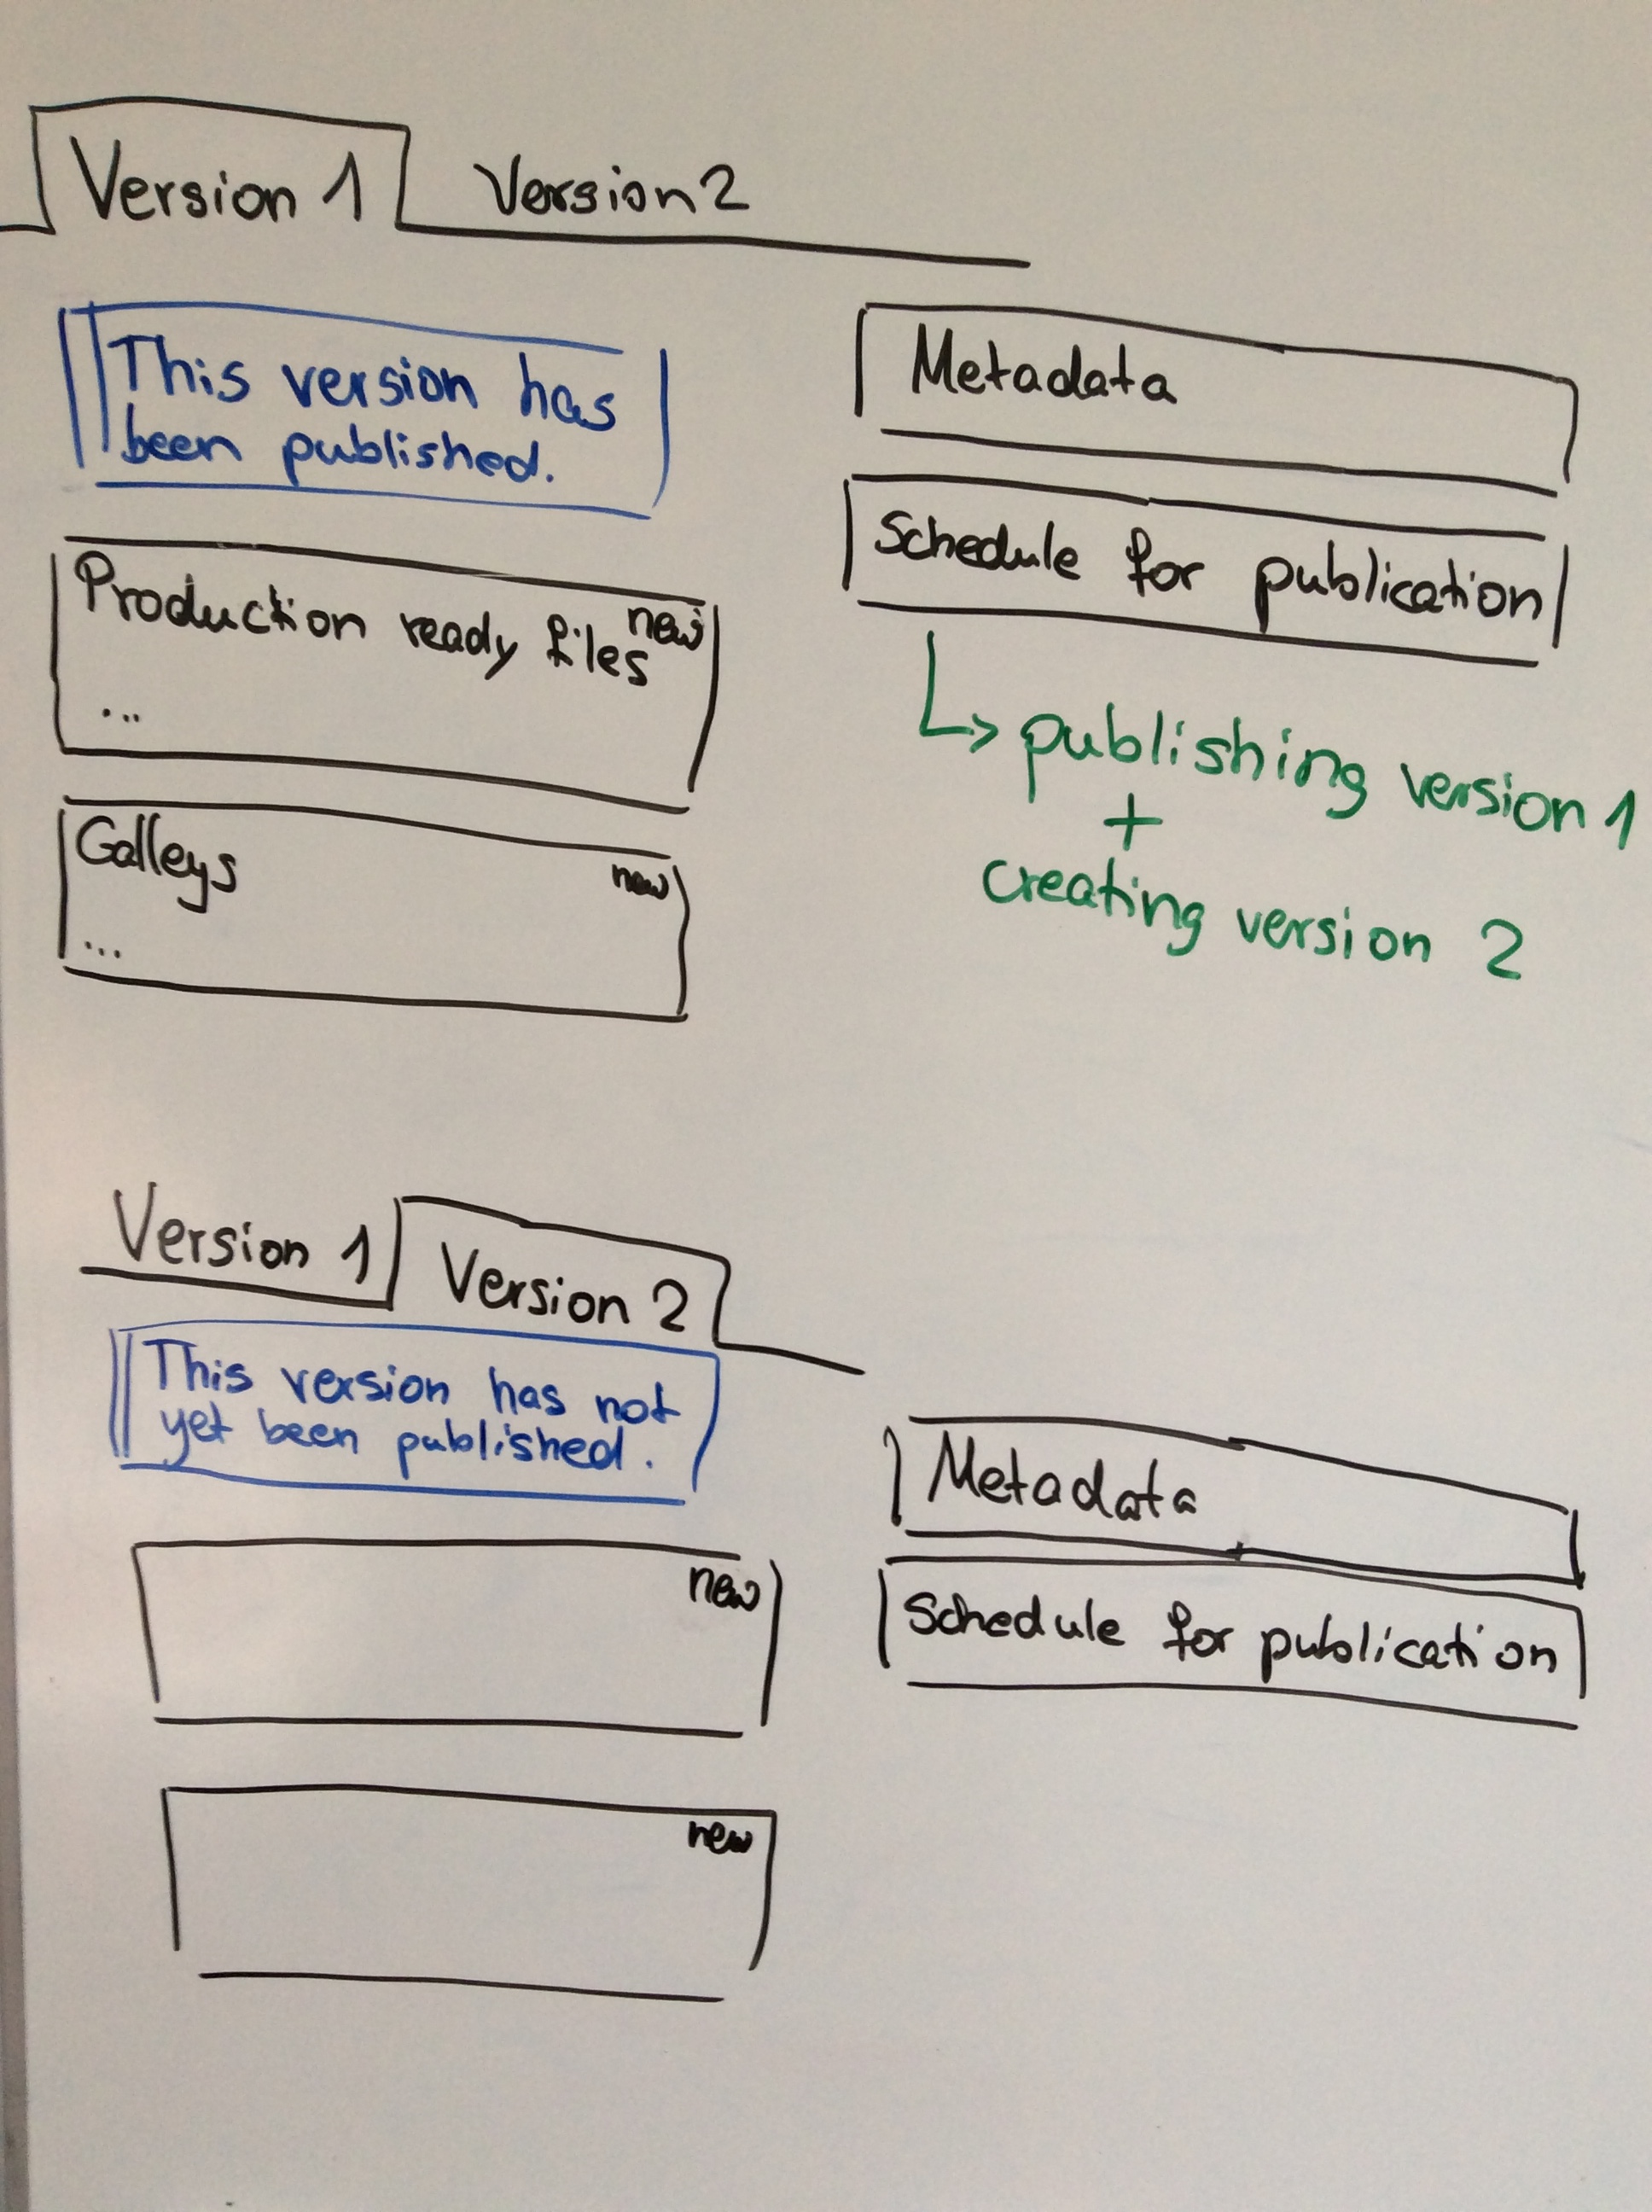 Version 1
Version 2
This version has
been published.
Metadata
Schedule for publication
Production ready files new
...
Galleys new
...
publishing version 1
+
creating version 2
Version 1
Version 2
This version has not
yet been published.
Metadata
Schedule for publication
new
new